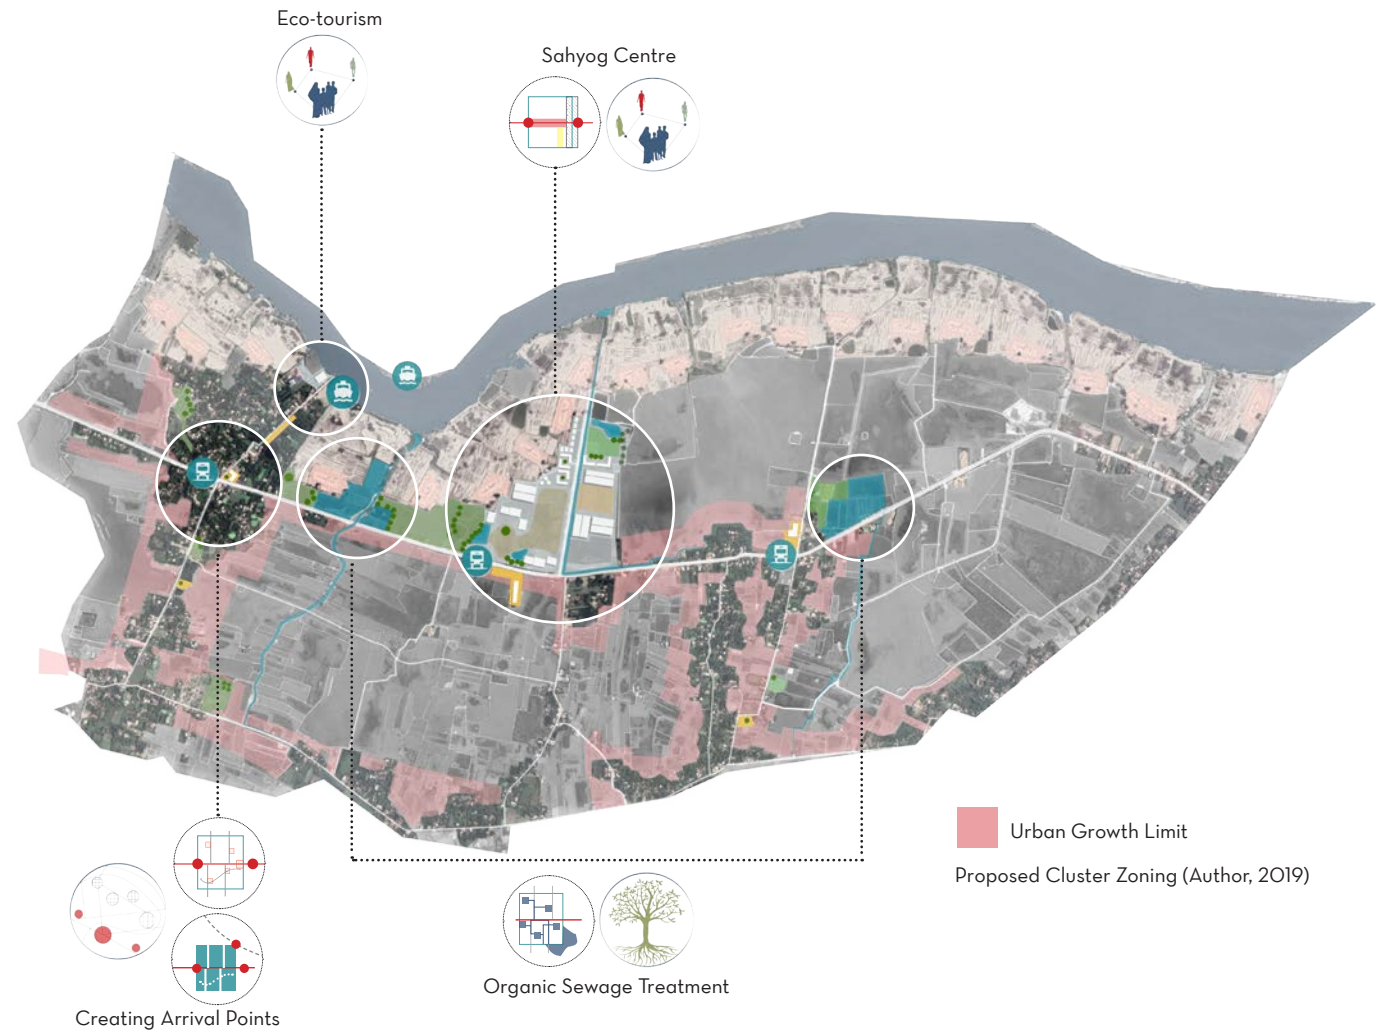 Eco-tourism
Sahyog Centre
Urban Growth Limit
Proposed Cluster Zoning (Author, 2019)
Organic Sewage Treatment
Creating Arrival Points